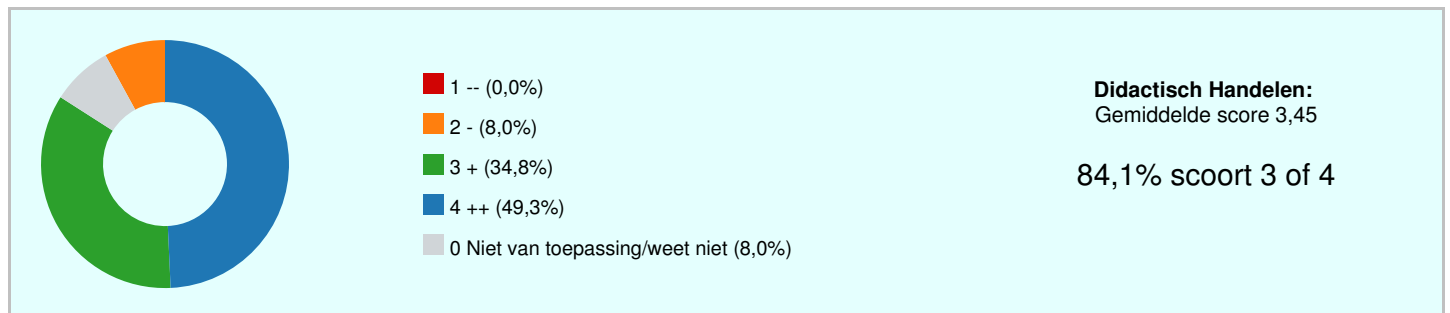 1 -- (0,0%)
2 - (8,0%)
3 + (34,8%)
4 ++ (49,3%)
0 Niet van toepassing/weet niet (8,0%)
Didactisch Handelen:
Gemiddelde score 3,45
84,1% scoort 3 of 4